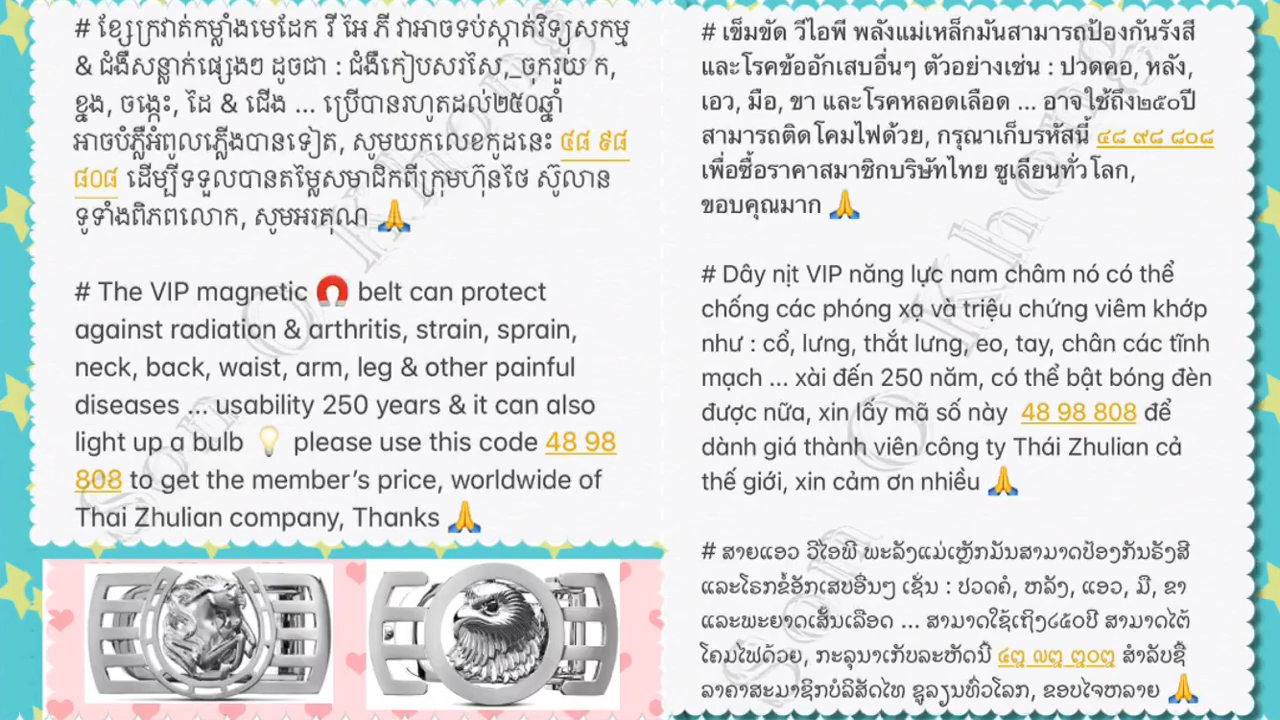 # ខ្សែក្រវាត់កម្លាំងមេដែក វី អៃ ភី វាអាចទប់ស្កាត់វិទ្យុសកម្ម
& ជំងឺសន្លាក់ផ្សេងៗ ដូចជា : ជំងឺកៀបសរសៃ,_ចុករួយ ក,
ខ្នង, ចង្កេះ, ដៃ & ជើង ... ប្រើបានរហូតដល់២៥០ឆ្នាំ
អាចបំភ្លឺអំពូលភ្លើងបានទៀត, សូមយកលេខកូដនេះ ៤៨ ៩៨
៨០៨ ដើម្បីទទួលបានតម្លៃសមាជិកពីក្រុមហ៊ុនថៃ ស៊ូលាន
ទូទាំងពិភពលោក, សូមអរគុណ 🙏
# The VIP magnetic 🧲 belt can protect
against radiation & arthritis, strain, sprain,
neck, back, waist, arm, leg & other painful
diseases ... usability 250 years & it can also
light up a bulb 💡 please use this code 48 98
808 to get the member’s price, worldwide of
Thai Zhulian company, Thanks 🙏
# เข็มขัด วีไอพี พลังแม่เหล็กมันสามารถป้องกันรังสี
และโรคข้ออักเสบอื่นๆ ตัวอย่างเช่น : ปวดคอ, หลัง,
เอว, มือ, ขา และโรคหลอดเลือด ... อาจใช้ถึง๒๕๐ปี
สามารถติดโคมไฟด้วย, กรุณาเก็บรหัสนี้ ๔๘ ๙๘ ๘๐๘
เพื่อซื้อราคาสมาชิกบริษัทไทย ซูเลียนทั่วโลก,
ขอบคุณมาก 🙏
# Dây nịt VIP năng lực nam châm nó có thể
chống các phóng xạ và triệu chứng viêm khớp
như : cổ, lưng, thắt lưng, eo, tay, chân các tĩnh
mạch ... xài đến 250 năm, có thể bật bóng đèn
được nữa, xin lấy mã số này 48 98 808 để
dành giá thành viên công ty Thái Zhulian cả
thế giới, xin cảm ơn nhiều 🙏
# ສາຍແອວ ວີໄອພີ ພະລັງແມ່ເຫຼັກມັນສາມາດປ້ອງກັນຣັງສີ
ແລະໂຣກຂໍ້ອັກເສບອື່ນໆ ເຊັ່ນ : ປວດຄໍ, ຫລັງ, ແອວ, ມື, ຂາ
ແລະພະຍາດເສັ້ນເລືອດ ... ສາມາດໃຊ້ເຖິງ໒໕໐ປີ ສາມາດໄຕ້
ໂຄມໄຟດ້ວຍ, ກະລຸນາເກັບລະຫັດນີ້ ໔໘ ໙໘ ໘໐໘ ສຳລັບຊື້
ລາຄາສະມາຊິກບໍລິສັດໄທ ຊູລຽນທົ່ວໂລກ, ຂອບໃຈຫລາຍ 🙏
Son O Khong
Son O Khong
Son O Khong